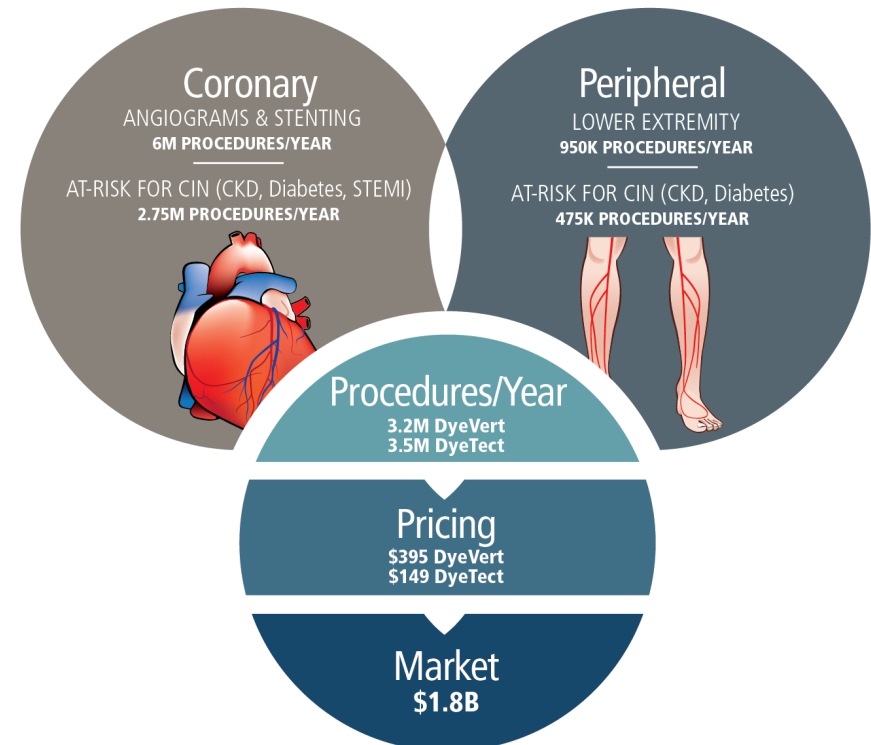 Coronary
ANGIOGRAMS & STENTING
6M PROCEDURES/YEAR
AT-RISK FOR CIN (CKD, Diabetes, STEMI)
2.75M PROCEDURES/YEAR
Peripheral
LOWER EXTREMITY
950K PROCEDURES/YEAR
AT-RISK FOR CIN (CKD, Diabetes)
475K PROCEDURES/YEAR
Procedures/Year
3.2M DyeVert
3.5M DyeTect
Pricing
$395 DyeVert
$149 DyeTect
Market
$1.8B